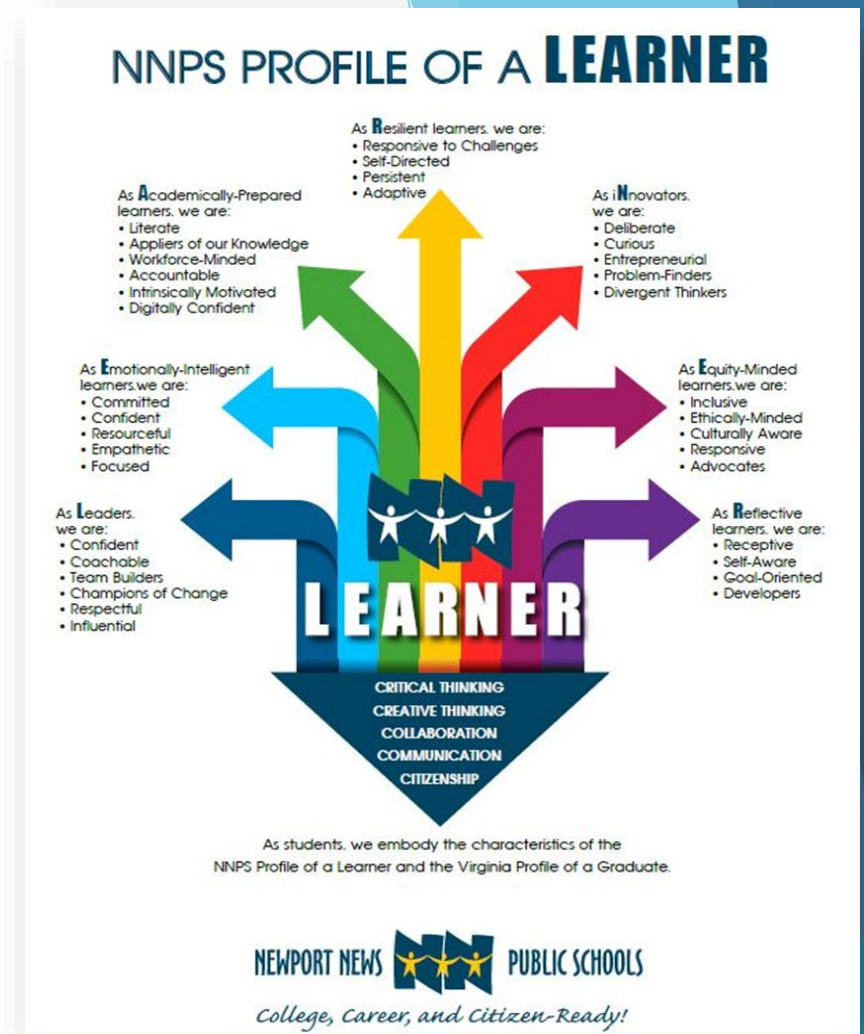 NNPS PROFILE OF A LEARNER
As Resilient learners. we are:
• Responsive to Challenges
• Self-Directed
• Persistent
• Adaptive
As Academically-Prepared
learners. we are:
• Literate
• Appliers of our Knowledge
• Workforce-Minded
• Accountable
• Intrinsically Motivated
• Digitally Confident
As iNnovators.
we are:
• Deliberate
• Curious
• Entrepreneurial
• Problem-Finders
• Divergent Thinkers
As Emotionally-Intelligent
learners.we are:
• Committed
• Confident
• Resourceful
• Empathetic
• Focused
As Equity-Minded
learners.we are:
• Inclusive
• Ethically-Minded
• Culturally Aware
• Responsive
• Advocates
As Leaders.
we are:
• Confident
• Coachable
• Team Builders
• Champions of Change
• Respectful
• Influential
As Reflective
learners. we are:
• Receptive
• Self-Aware
• Goal-Oriented
• Developers
NN
LEARNER
CRITICAL THINKING
CREATIVE THINKING
COLLABORATION
COMMUNICATION
CITIZENSHIP
As students. we embody the characteristics of the
NNPS Profile of a Learner and the Virginia Profile of a Graduate.
NEWPORT NEWS NN PUBLIC SCHOOLS
College, Career, and Citizen-Ready!